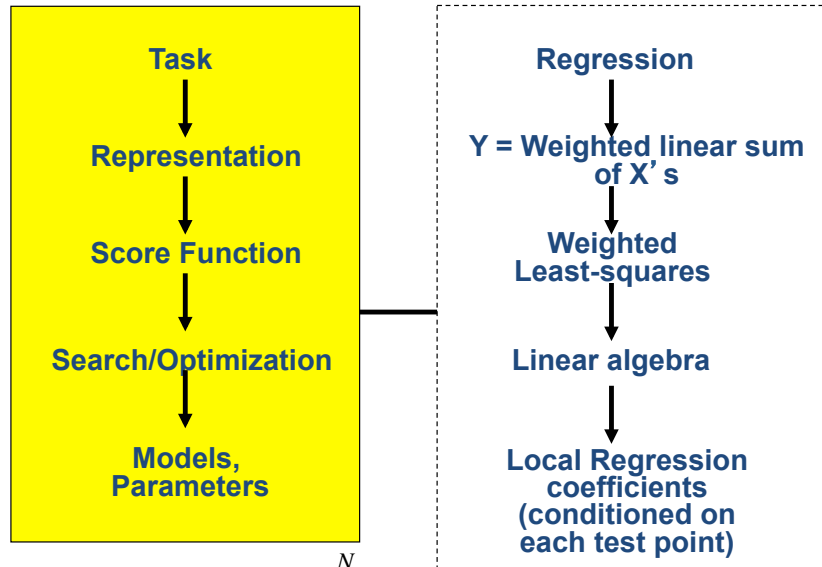 Task
Representation
Score Function
Search/Optimization
Models,
Parameters
Regression
Y = Weighted linear sum
of X’s
Weighted
Least-squares
Linear algebra
Local Regression
coefficients
(conditioned on
each test point)
N